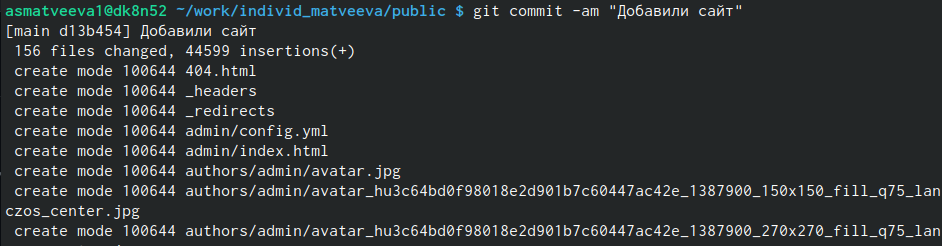 asmatveeva1@dk8n52 ~/work/individ_matveeva/public $ git commit -am "Добавили сайт"
[main d13b454] Добавили сайт
 156 files changed, 44599 insertions(+)
 create mode 100644 404.html
 create mode 100644 _headers
 create mode 100644 _redirects
 create mode 100644 admin/config.yml
 create mode 100644 admin/index.html
 create mode 100644 authors/admin/avatar.jpg
 create mode 100644 authors/admin/avatar_hu3c64bd0f98018e2d901b7c60447ac42e_1387900_150x150_fill_q75_lan
czos_center.jpg
 create mode 100644 authors/admin/avatar_hu3c64bd0f98018e2d901b7c60447ac42e_1387900_270x270_fill_q75_lan